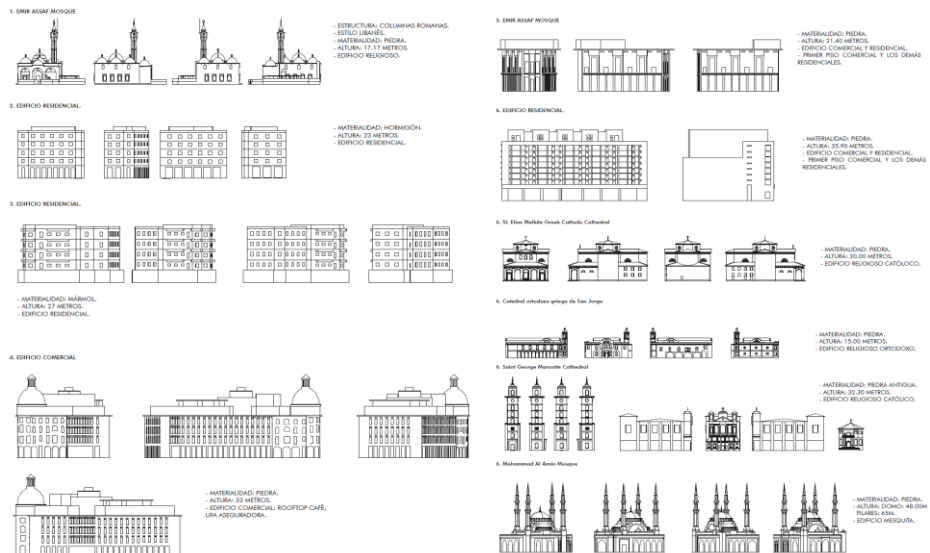 1. EMIR ASSAF MOSQUE
- ESTRUCTURA: COLUMNAS ROMANAS.
- ESTILO LIBANÉS.
- MATERIALIDAD: PIEDRA.
- ALTURA: 17.17 METROS.
- EDIFICIO RELIGIOSO.
2. EDIFICIO RESIDENCIAL.
- MATERIALIDAD: HORMIGÓN.
- ALTURA: 23 METROS.
- EDIFICIO RESIDENCIAL.
3. EDIFICIO RESIDENCIAL.
- MATERIALIDAD: MÁRMOL.
- ALTURA: 27 METROS.
- EDIFICIO RESIDENCIAL.
4. EDIFICIO COMERCIAL
- MATERIALIDAD: PIEDRA.
- ALTURA: 33 METROS.
- EDIFICIO COMERCIAL: ROOFTOP CAFÉ,
UFA ASEGURADORA.
5. EMIR ASSAF MOSQUE
- MATERIALIDAD: PIEDRA.
- ALTURA: 21.40 METROS.
- EDIFICIO COMERCIAL Y RESIDENCIAL.
- PRIMER PISO COMERCIAL Y LOS DEMÁS
RESIDENCIALES.
6. EDIFICIO RESIDENCIAL.
- MATERIALIDAD: PIEDRA.
- ALTURA: 35.90 METROS.
- EDIFICIO COMERCIAL Y RESIDENCIAL.
- PRIMER PISO COMERCIAL Y LOS DEMÁS
RESIDENCIALES.
6. St. Elias Melkite Greek Catholic Cathedral
- MATERIALIDAD: PIEDRA.
- ALTURA: 20.00 METROS.
- EDIFICIO RELIGIOSO CATÓLOCO.
6. Catedral ortodoxa griega de San Jorge
- MATERIALIDAD: PIEDRA.
- ALTURA: 15.00 METROS.
- EDIFICIO RELIGIOSO ORTODOXO.
6. Saint George Maronite Cathedral
- MATERIALIDAD: PIEDRA ANTIGUA.
- ALTURA: 32.30 METROS.
- EDIFICIO RELIGIOSO CATÓLICO.
6. Mohammad Al Amin Mosque
- MATERIALIDAD: PIEDRA.
- ALTURA: DOMO: 48.00M
PILARES: 65M.
- EDIFICIO MESQUITA.